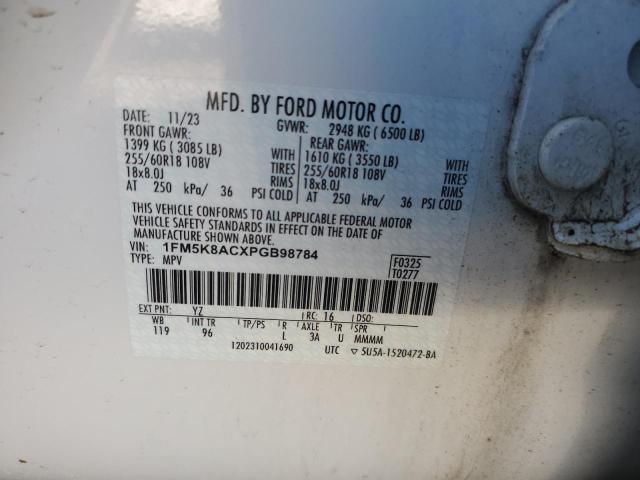 MFD. BY FORD MOTOR CO.
DATE: 11/23 GVWR: 2948 KG ( 6500 LB)
FRONT GAWR: REAR GAWR:
1399 KG ( 3085 LB) WITH 1610 KG ( 3550 LB) WITH
255/60R18 108V TIRES 255/60R18 108V TIRES
18x8.0J RIMS 18x8.0J RIMS
AT 250 kPa/ 36 PSI COLD AT 250 kPa/ 36 PSI COLD
THIS VEHICLE CONFORMS TO ALL APPLICABLE FEDERAL MOTOR
VEHICLE SAFETY STANDARDS IN EFFECT ON THE DATE OF
MANUFACTURE SHOWN ABOVE.
VIN: 1FM5K8ACXPGB98784 F0325
TYPE: MPV T0277
EXT PNT: YZ RC: 16 DSO:
WB INT TR TP/PS R AXLE TR SPR
119 96 L 3A U MMMM
1202310041690 UTC ▽ 5U5A-1520472-BA